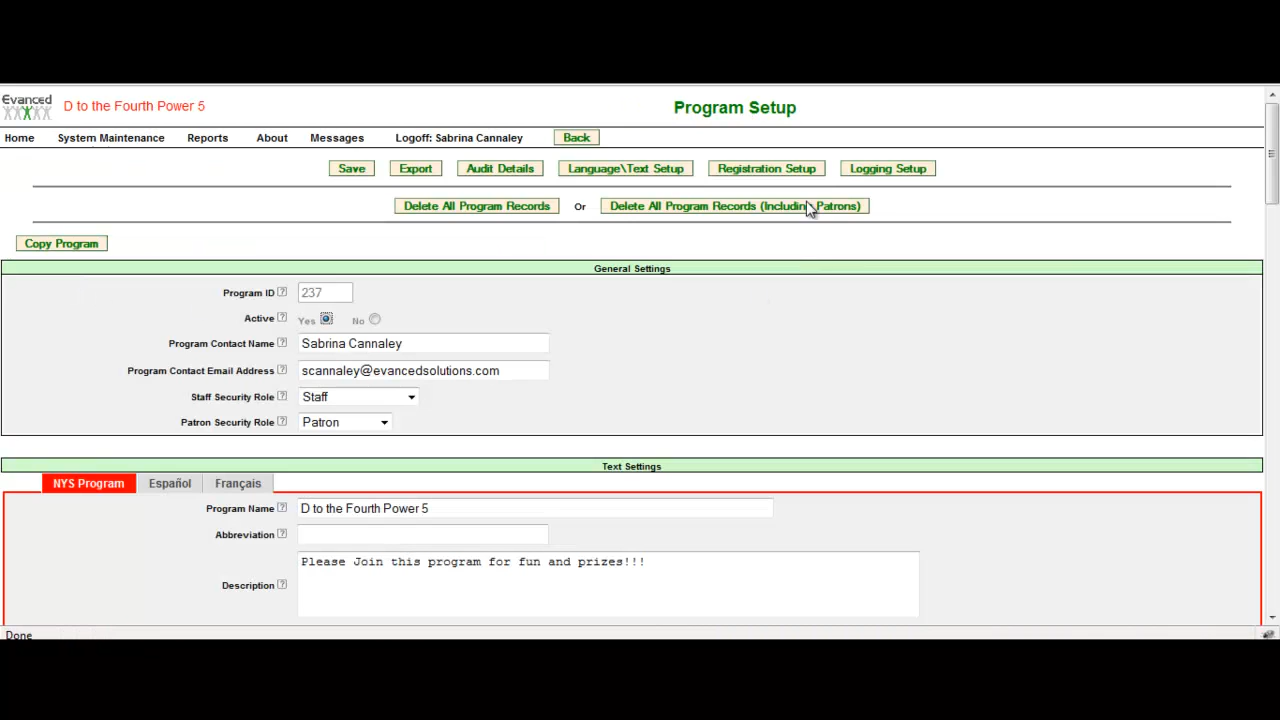 Evanced
D to the Fourth Power 5
Program Setup
Home System Maintenance Reports About Messages Logoff: Sabrina Cannaley Back
Save Export Audit Details Language\Text Setup Registration Setup Logging Setup
Delete All Program Records Or Delete All Program Records (Including Patrons)
Copy Program
General Settings
Program ID ? 237
Active ? Yes No
Program Contact Name ? Sabrina Cannaley
Program Contact Email Address ? scannaley@evancedsolutions.com
Staff Security Role ? Staff
Patron Security Role ? Patron
Text Settings
NYS Program Español Français
Program Name ? D to the Fourth Power 5
Abbreviation ?
Please Join this program for fun and prizes!!!
Description ?
Done